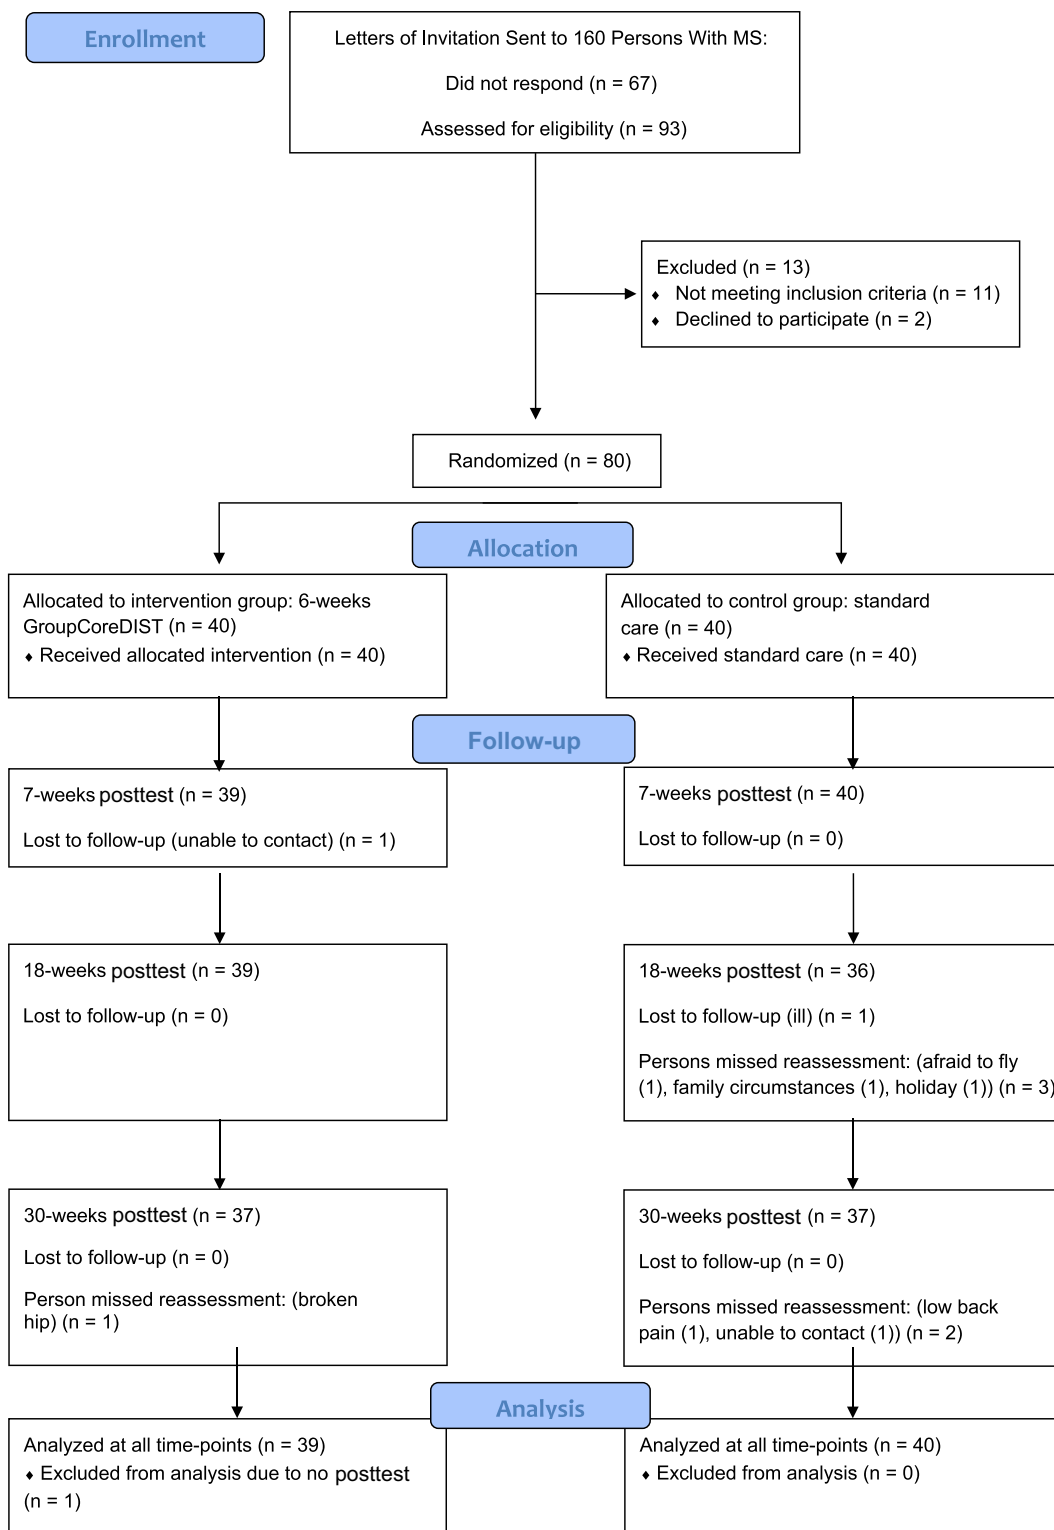 Enrollment
Letters of Invitation Sent to 160 Persons With MS:
Did not respond (n = 67)
Assessed for eligibility (n = 93)
Excluded (n = 13)
♦ Not meeting inclusion criteria (n = 11)
♦ Declined to participate (n = 2)
Randomized (n = 80)
Allocation
Allocated to intervention group: 6-weeks
GroupCoreDIST (n = 40)
♦ Received allocated intervention (n = 40)
Allocated to control group: standard
care (n = 40)
♦ Received standard care (n = 40)
Follow-up
7-weeks posttest (n = 39)
Lost to follow-up (unable to contact) (n = 1)
7-weeks posttest (n = 40)
Lost to follow-up (n = 0)
18-weeks posttest (n = 39)
Lost to follow-up (n = 0)
18-weeks posttest (n = 36)
Lost to follow-up (ill) (n = 1)
Persons missed reassessment: (afraid to fly
(1), family circumstances (1), holiday (1)) (n = 3)
30-weeks posttest (n = 37)
Lost to follow-up (n = 0)
Person missed reassessment: (broken
hip) (n = 1)
30-weeks posttest (n = 37)
Lost to follow-up (n = 0)
Persons missed reassessment: (low back
pain (1), unable to contact (1)) (n = 2)
Analysis
Analyzed at all time-points (n = 39)
♦ Excluded from analysis due to no posttest
(n = 1)
Analyzed at all time-points (n = 40)
♦ Excluded from analysis (n = 0)